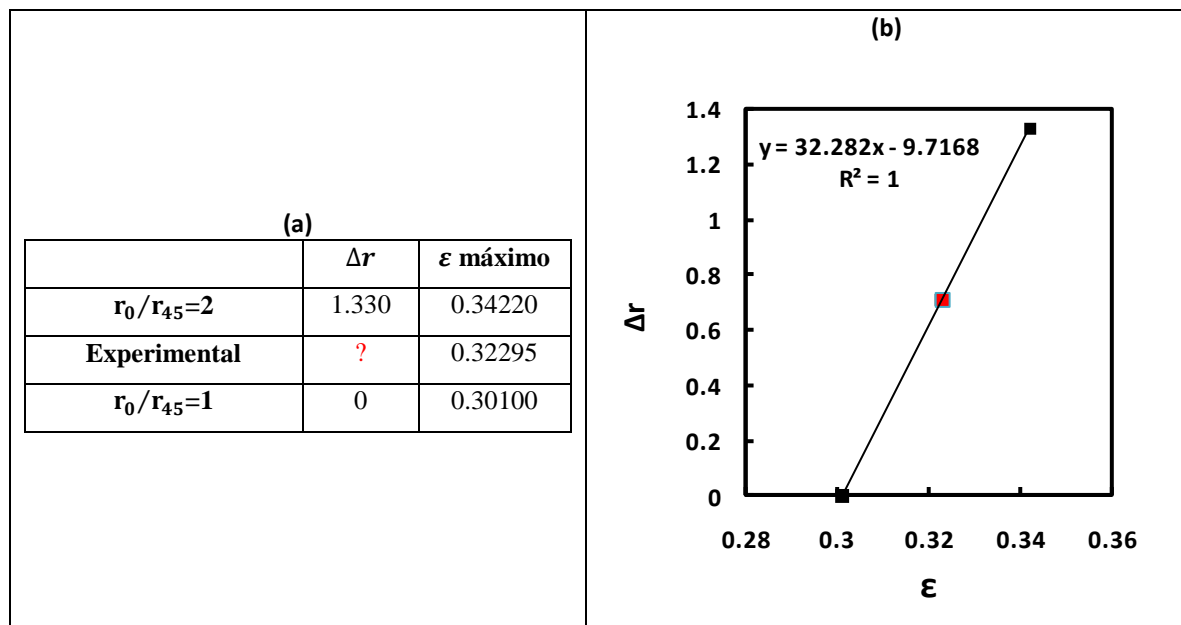 (a)
Δr ε máximo
r₀/r₄₅=2 1.330 0.34220
Experimental ? 0.32295
r₀/r₄₅=1 0 0.30100
(b)
1.4
1.2
1
0.8
0.6
0.4
0.2
0
y = 32.282x - 9.7168
R² = 1
Δr
0.28 0.3 0.32 0.34 0.36
ε